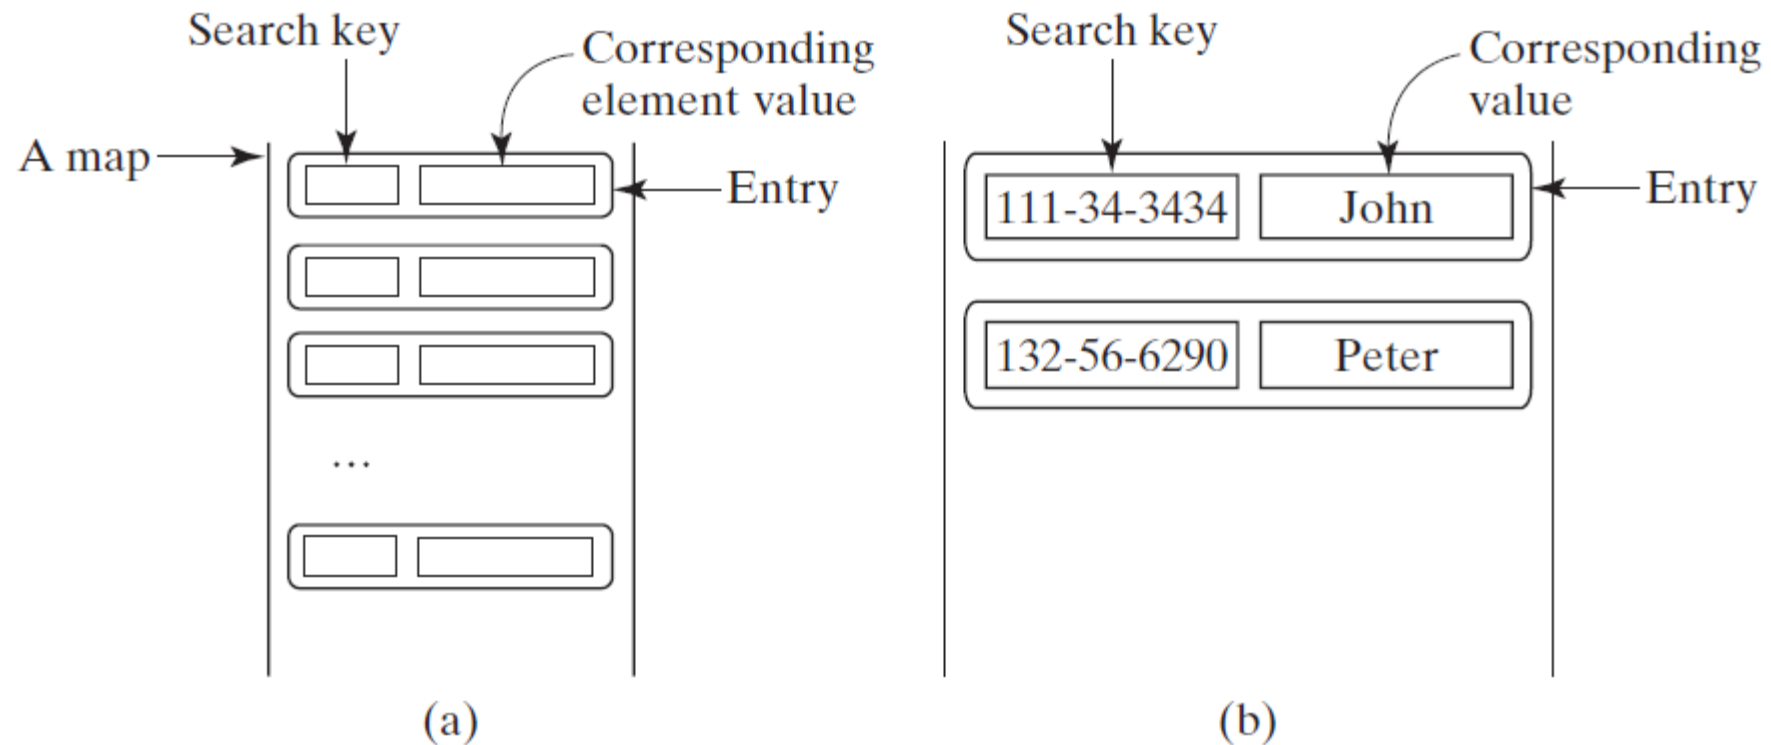 Search key
Corresponding
element value
A map
Entry
...
(a)
Search key
Corresponding
value
Entry
111-34-3434
John
132-56-6290
Peter
(b)